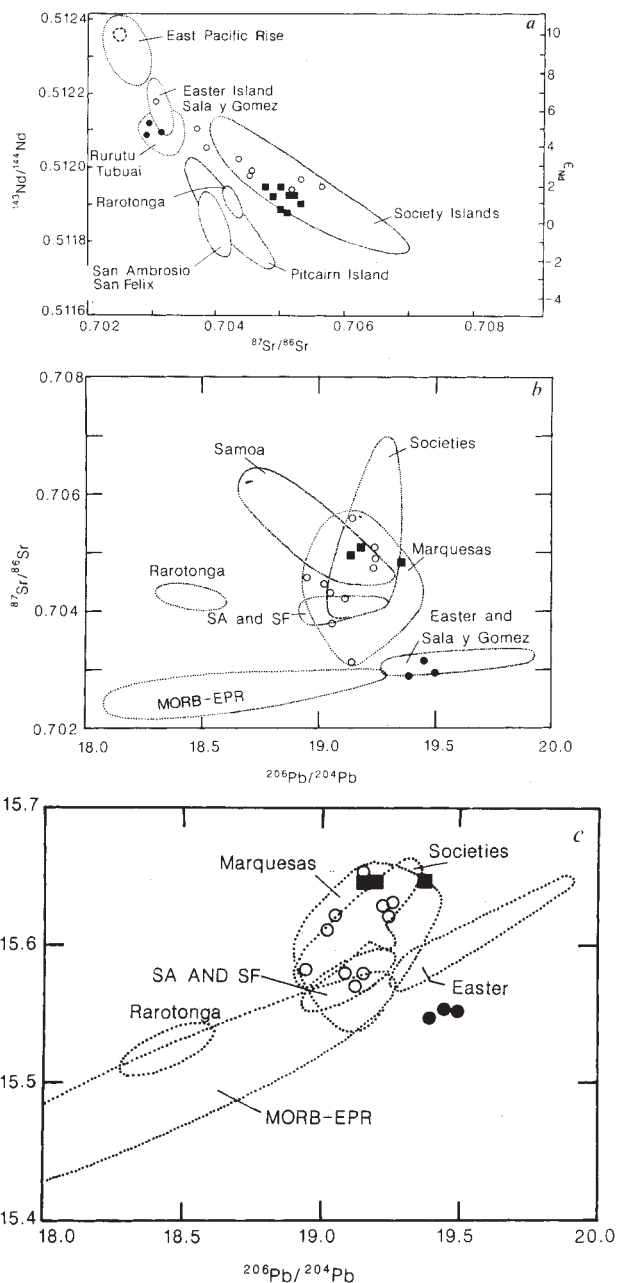 a
0.5124
0.5122
0.5120
0.5118
0.5116
¹⁴³Nd/¹⁴⁴Nd
East Pacific Rise
Easter Island
Sala y Gomez
Rurutu
Tubuai
Rarotonga
San Ambrosio
San Felix
Pitcairn Island
Society Islands
10
8
6
4
2
0
-2
-4
εNd
0.702
0.704
0.706
0.708
⁸⁷Sr/⁸⁶Sr
b
0.708
0.706
0.704
0.702
⁸⁷Sr/⁸⁶Sr
Samoa
Societies
Marquesas
Rarotonga
SA and SF
Easter and
Sala y Gomez
MORB-EPR
18.0
18.5
19.0
19.5
20.0
²⁰⁶Pb/²⁰⁴Pb
c
15.7
15.6
15.5
15.4
Marquesas
Societies
SA AND SF
Easter
Rarotonga
MORB-EPR
18.0
18.5
19.0
19.5
20.0
²⁰⁶Pb/²⁰⁴Pb